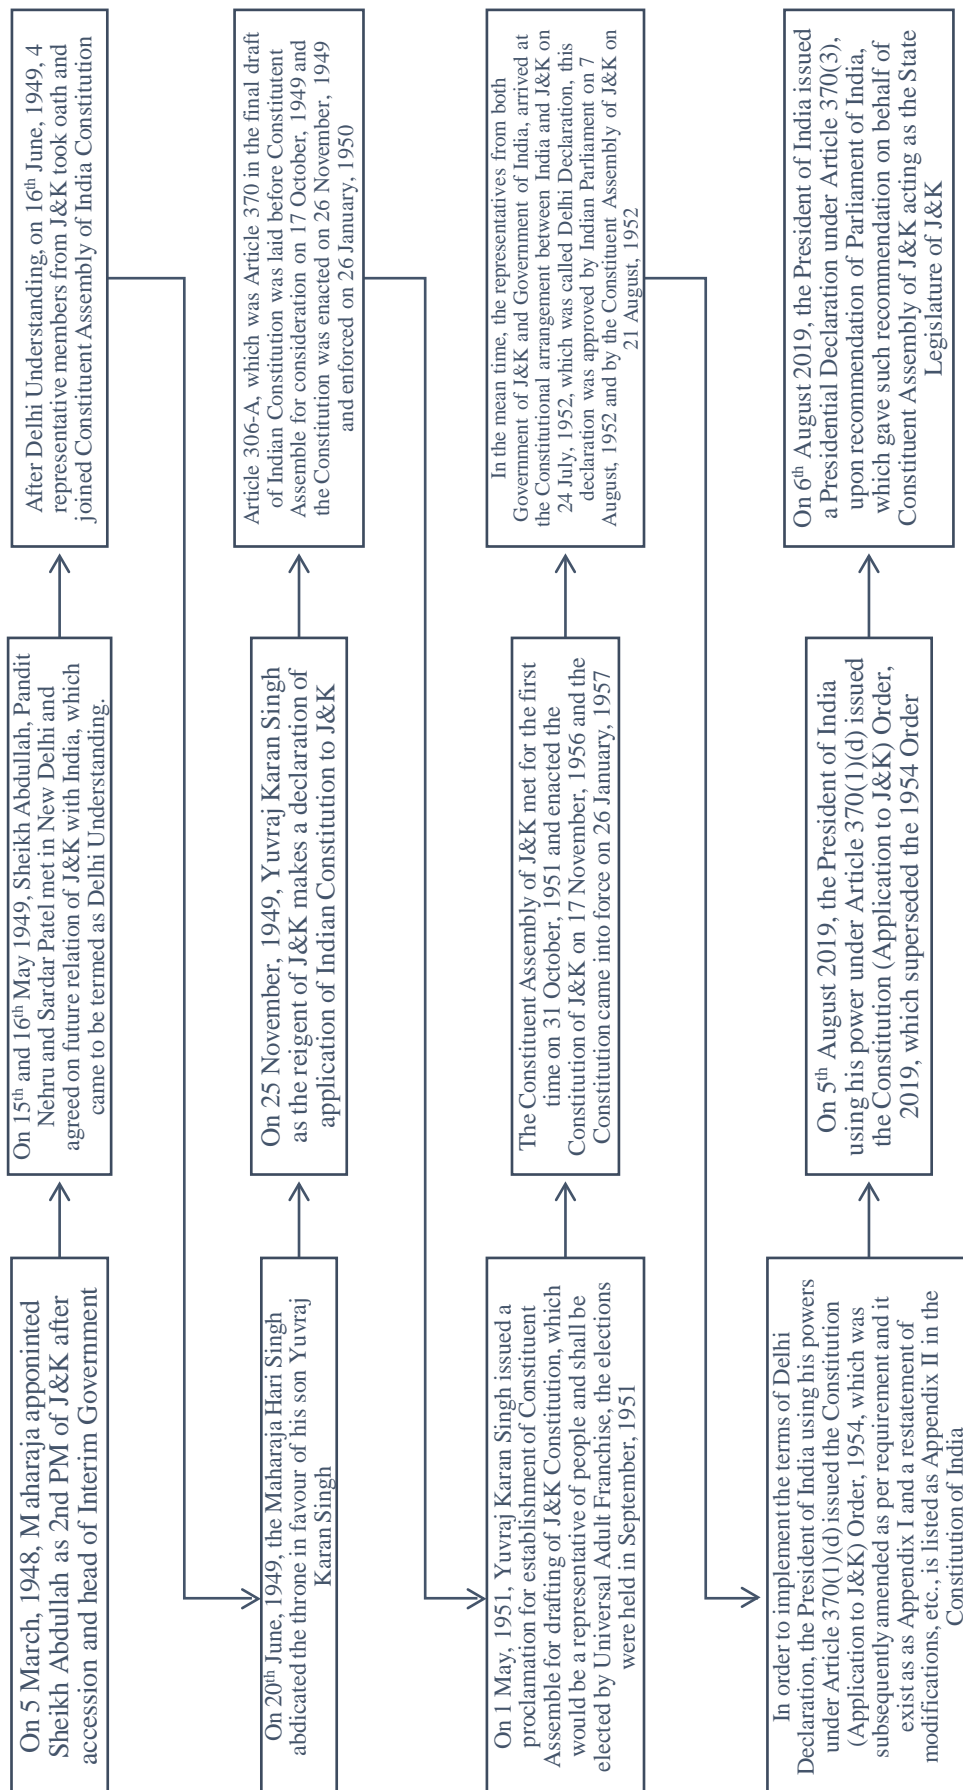 On 5 March, 1948, M aharaja apponinted
Sheikh Abdullah as 2nd PM of J&K after
accession and head of Interim Government
On 15th and 16th May 1949, Sheikh Abdullah, Pandit
Nehru and Sardar Patel met in New Delhi and
agreed on future relation of J&K with India, which
came to be termed as Delhi Understanding.
After Delhi Understanding, on 16th June, 1949, 4
representative members from J&K took oath and
joined Constituent Assembly of India Constitution
On 20th June, 1949, the Maharaja Hari Singh
abdicated the throne in favour of his son Yuvraj
Karan Singh
On 25 November, 1949, Yuvraj Karan Singh
as the reigent of J&K makes a declaration of
application of Indian Constitution to J&K
Article 306-A, which was Article 370 in the final draft
of Indian Constitution was laid before Constitutent
Assemble for consideration on 17 October, 1949 and
the Constitution was enacted on 26 November, 1949
and enforced on 26 January, 1950
On 1 May, 1951, Yuvraj Karan Singh issued a
proclamation for establishment of Constituent
Assemble for drafting of J&K Constitution, which
would be a representative of people and shall be
elected by Universal Adult Franchise, the elections
were held in September, 1951
The Constituent Assembly of J&K met for the first
time on 31 October, 1951 and enacted the
Constitution of J&K on 17 November, 1956 and the
Constitution came into force on 26 January, 1957
In the mean time, the representatives from both
Government of J&K and Government of India, arrived at
the Constitutional arrangement between India and J&K on
24 July, 1952, which was called Delhi Declaration, this
declaration was approved by Indian Parliament on 7
August, 1952 and by the Constituent Assembly of J&K on
21 August, 1952
In order to implement the terms of Delhi
Declaration, the President of India using his powers
under Article 370(1)(d) issued the Constitution
(Application to J&K) Order, 1954, which was
subsequently amended as per requirement and it
exist as as Appendix I and a restatement of
modifications, etc., is listed as Appendix II in the
Constitution of India
On 5th August 2019, the President of India
using his power under Article 370(1)(d) issued
the Constitution (Application to J&K) Order,
2019, which superseded the 1954 Order
On 6th August 2019, the President of India issued
a Presidential Declaration under Article 370(3),
upon recommendation of Parliament of India,
which gave such recommendation on behalf of
Constituent Assembly of J&K acting as the State
Legislature of J&K